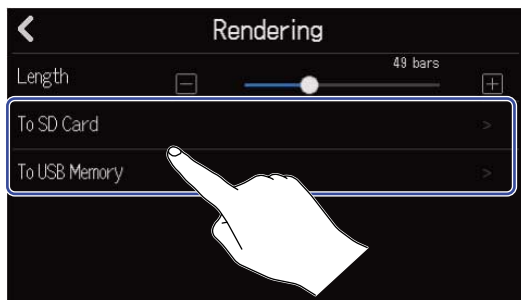 Rendering
49 bars
Length
To SD Card
To USB Memory